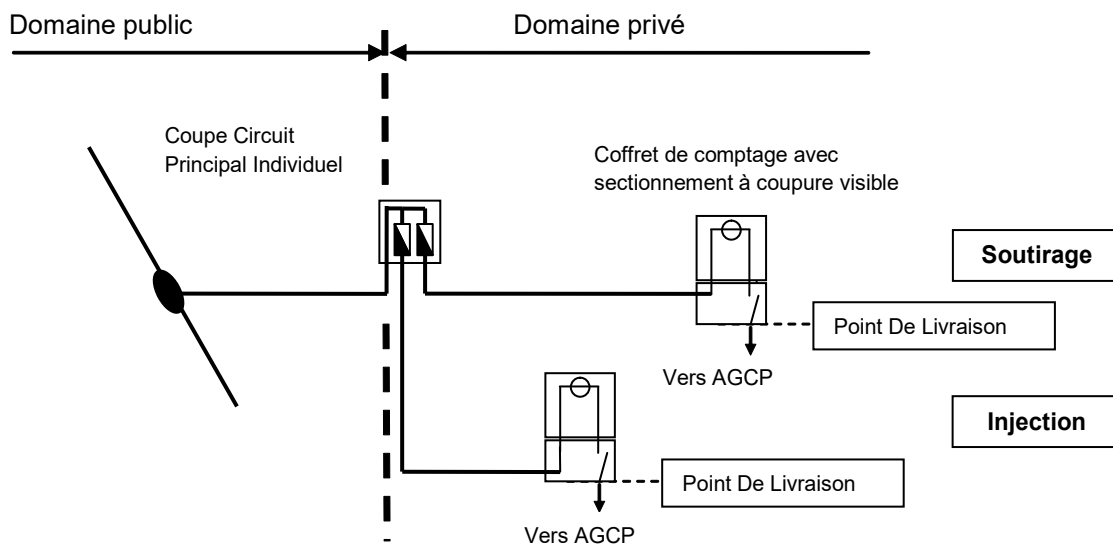 Domaine public
Domaine privé
Coupe Circuit
Principal Individuel
Coffret de comptage avec
sectionnement à coupure visible
Soutirage
Point De Livraison
Vers AGCP
Injection
Point De Livraison
Vers AGCP